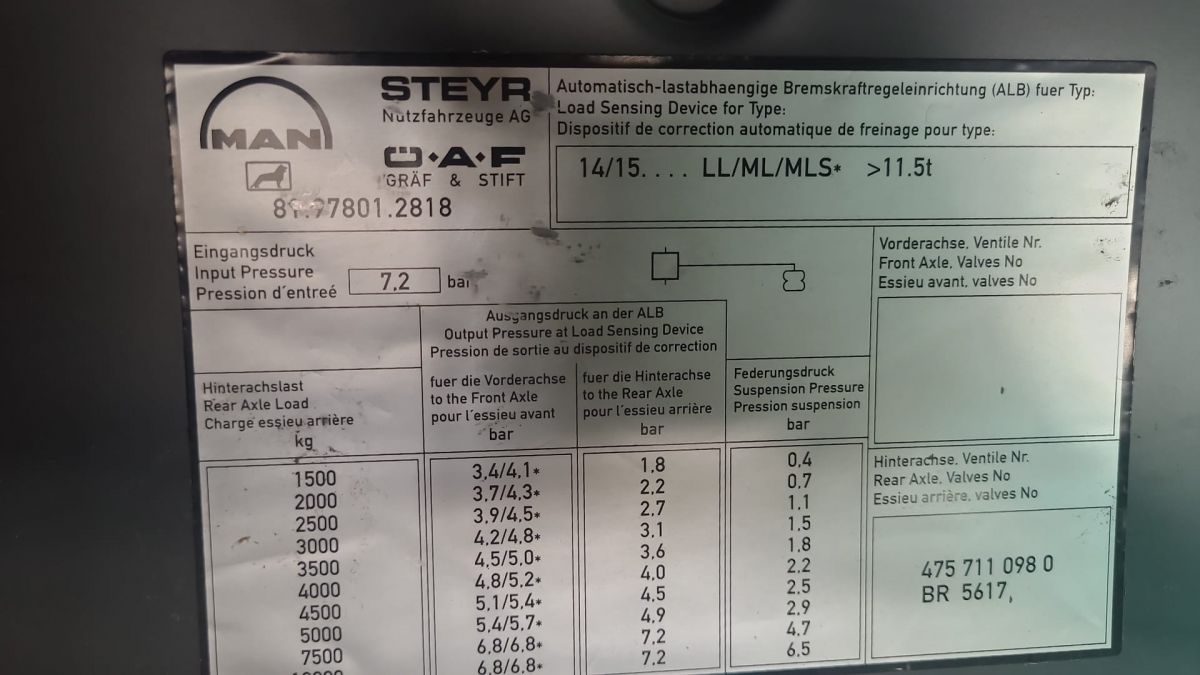 MAN
STEYR
Nutzfahrzeuge AG
Ö·A·F
GRÄF & STIFT
81.97801.2818
Automatisch-lastabhaengige Bremskraftregeleinrichtung (ALB) fuer Typ:
Load Sensing Device for Type:
Dispositif de correction automatique de freinage pour type:
14/15. . . . LL/ML/MLS* >11.5t
Eingangsdruck
Input Pressure
Pression d'entreé
7,2 bar
Vorderachse, Ventile Nr.
Front Axle, Valves No
Essieu avant, valves No
Ausgangsdruck an der ALB
Output Pressure at Load Sensing Device
Pression de sortie au dispositif de correction
Hinterachslast
Rear Axle Load
Charge essieu arrière
kg
fuer die Vorderachse
to the Front Axle
pour l'essieu avant
bar
fuer die Hinterachse
to the Rear Axle
pour l'essieu arrière
bar
Federungsdruck
Suspension Pressure
Pression suspension
bar
1500 3,4/4,1* 1.8 0.4
2000 3,7/4,3* 2,2 0.7
2500 3,9/4,5* 2.7 1.1
3000 4,2/4,8* 3.1 1.5
3500 4,5/5,0* 3.6 1.8
4000 4,8/5,2* 4.0 2.2
4500 5,1/5,4* 4.5 2.5
5000 5,4/5,7* 4.9 2.9
7500 6,8/6,8* 7.2 4.7
6,8/6,8* 7.2 6,5
Hinterachse, Ventile Nr.
Rear Axle, Valves No
Essieu arrière, valves No
475 711 098 0
BR 5617,